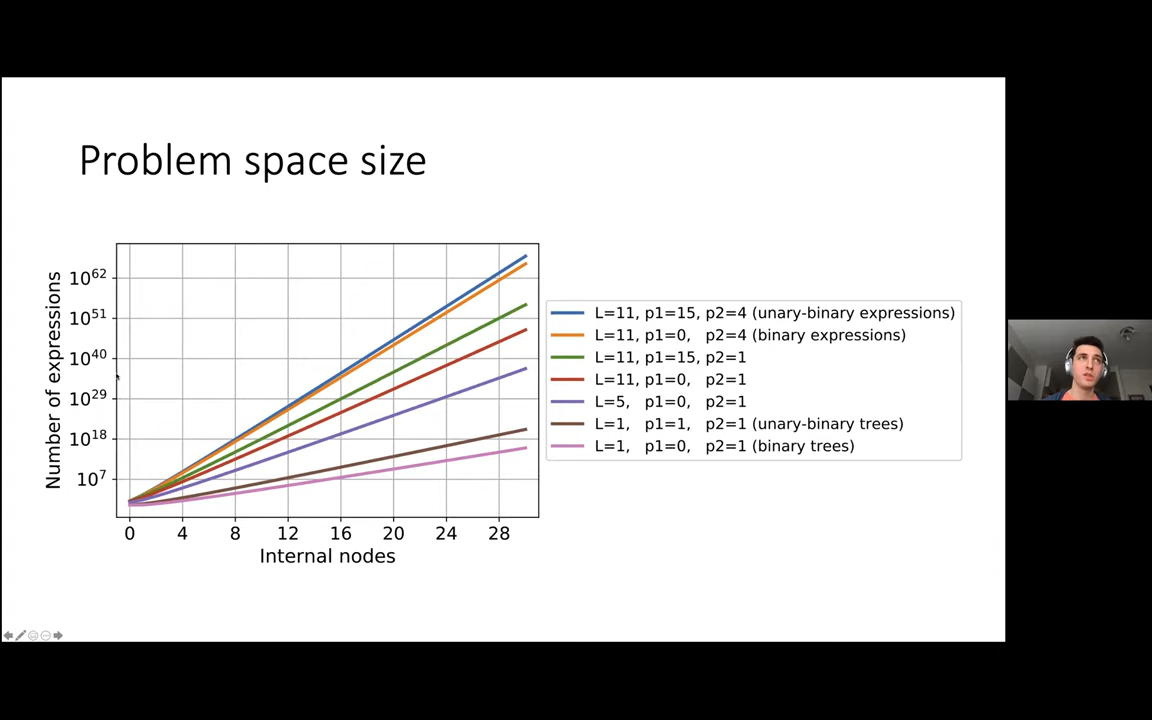 Problem space size
Number of expressions
10^62
10^51
10^40
10^29
10^18
10^7
0 4 8 12 16 20 24 28
Internal nodes
L=11, p1=15, p2=4 (unary-binary expressions)
L=11, p1=0, p2=4 (binary expressions)
L=11, p1=15, p2=1
L=11, p1=0, p2=1
L=5, p1=0, p2=1
L=1, p1=1, p2=1 (unary-binary trees)
L=1, p1=0, p2=1 (binary trees)